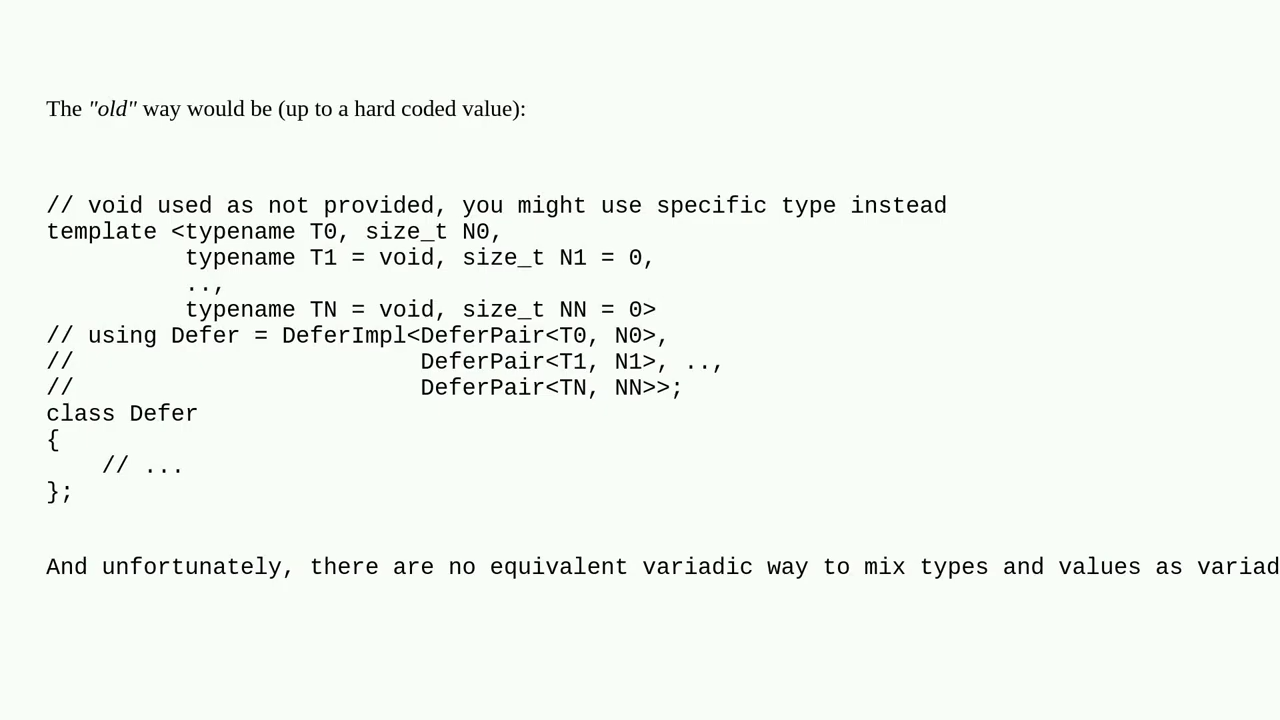 The "old" way would be (up to a hard coded value):
// void used as not provided, you might use specific type instead
template <typename T0, size_t N0,
          typename T1 = void, size_t N1 = 0,
          ..,
          typename TN = void, size_t NN = 0>
// using Defer = DeferImpl<DeferPair<T0, N0>,
//                         DeferPair<T1, N1>, ..,
//                         DeferPair<TN, NN>>;
class Defer
{
    // ...
};
And unfortunately, there are no equivalent variadic way to mix types and values as